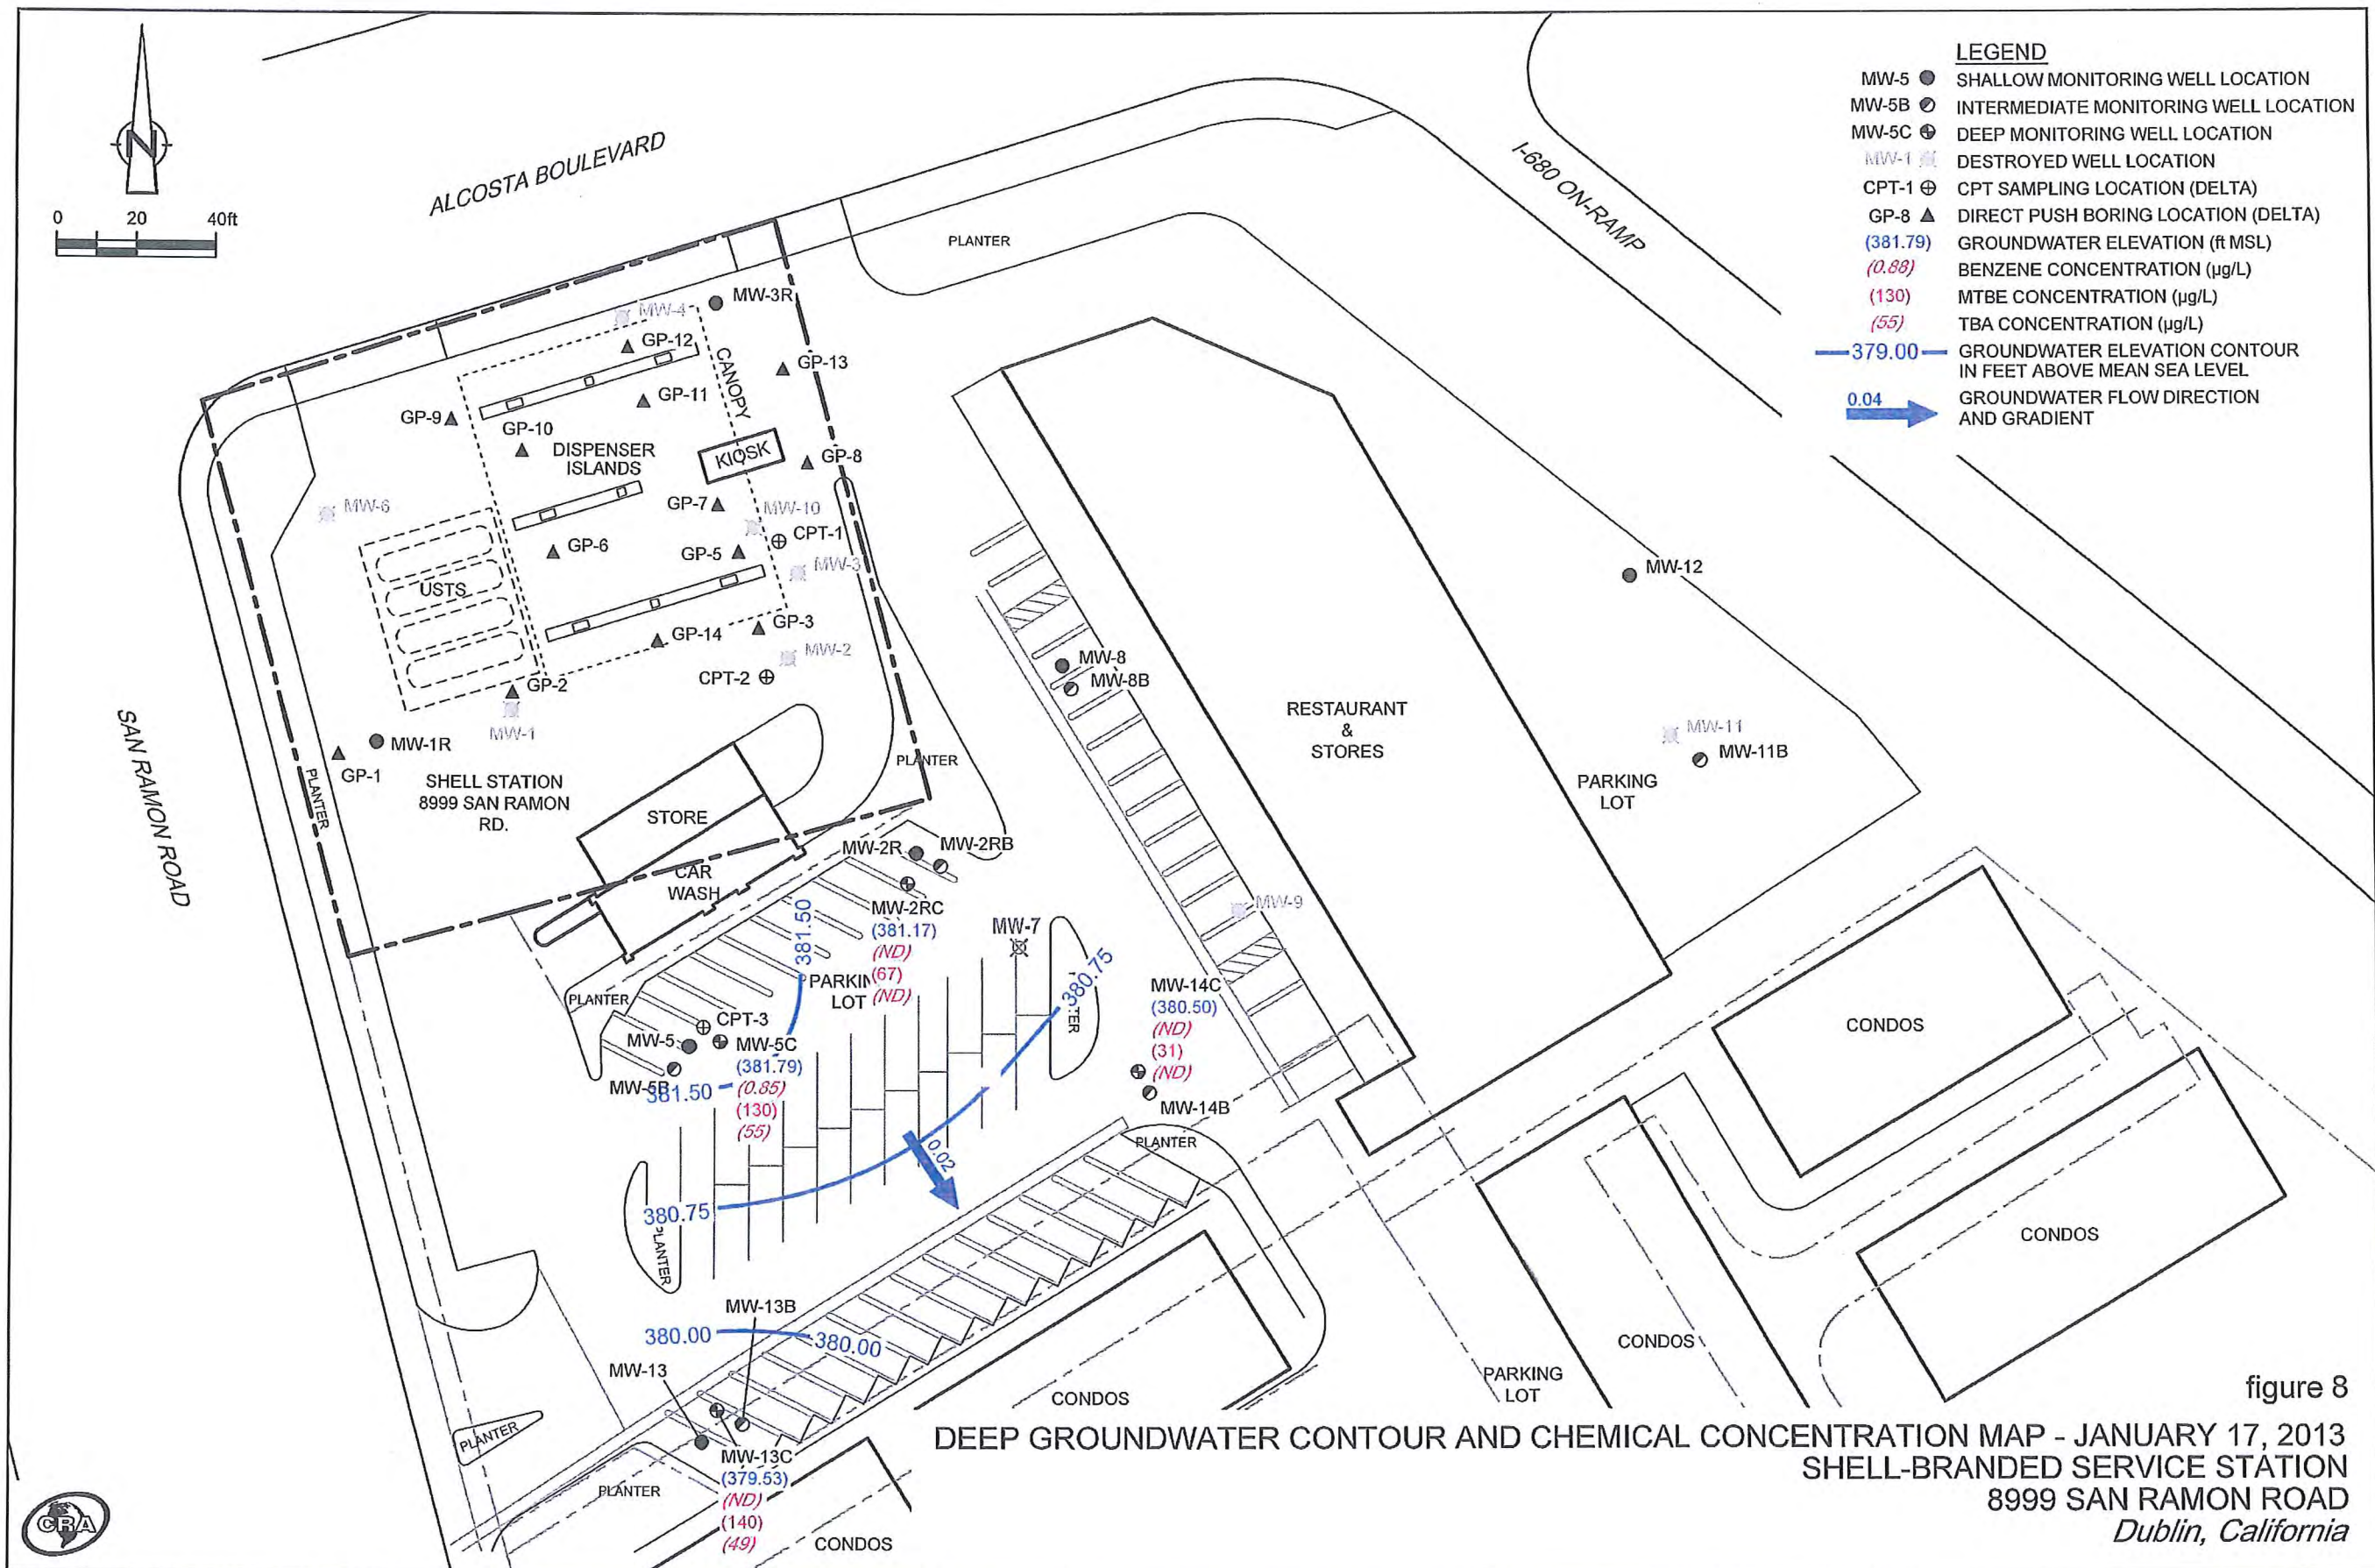 N
0 20 40ft
ALCOSTA BOULEVARD
I-680 ON-RAMP
SAN RAMON ROAD
LEGEND
MW-5 SHALLOW MONITORING WELL LOCATION
MW-5B INTERMEDIATE MONITORING WELL LOCATION
MW-5C DEEP MONITORING WELL LOCATION
MW-1 DESTROYED WELL LOCATION
CPT-1 CPT SAMPLING LOCATION (DELTA)
GP-8 DIRECT PUSH BORING LOCATION (DELTA)
(381.79) GROUNDWATER ELEVATION (ft MSL)
(0.88) BENZENE CONCENTRATION (µg/L)
(130) MTBE CONCENTRATION (µg/L)
(55) TBA CONCENTRATION (µg/L)
379.00 GROUNDWATER ELEVATION CONTOUR
IN FEET ABOVE MEAN SEA LEVEL
0.04 GROUNDWATER FLOW DIRECTION
AND GRADIENT
PLANTER
MW-3R
MW-4
GP-12
CANOPY
GP-13
GP-11
GP-9
GP-10
DISPENSER
ISLANDS
KIOSK
GP-8
MW-6
GP-7
MW-10
CPT-1
GP-6
GP-5
MW-3
USTS
GP-14
GP-3
MW-2
CPT-2
GP-2
MW-1
MW-1R
GP-1
PLANTER
SHELL STATION
8999 SAN RAMON
RD.
STORE
CAR
WASH
PLANTER
MW-12
MW-8
MW-8B
RESTAURANT
&
STORES
MW-11
MW-11B
PARKING
LOT
MW-9
MW-2R
MW-2RB
MW-2RC
(381.17)
(ND)
(67)
(ND)
381.50
PARKIN
LOT
MW-7
380.75
TER
MW-14C
(380.50)
(ND)
(31)
(ND)
MW-14B
PLANTER
PLANTER
CPT-3
MW-5
MW-5C
(381.79)
(0.85)
(130)
(55)
MW-5B
381.50
0.02
380.75
PLANTER
MW-13B
380.00
380.00
MW-13
MW-13C
(379.53)
(ND)
(140)
(49)
PLANTER
PLANTER
CONDOS
CONDOS
CONDOS
CONDOS
CONDOS
PARKING
LOT
CRA
figure 8
DEEP GROUNDWATER CONTOUR AND CHEMICAL CONCENTRATION MAP - JANUARY 17, 2013
SHELL-BRANDED SERVICE STATION
8999 SAN RAMON ROAD
Dublin, California